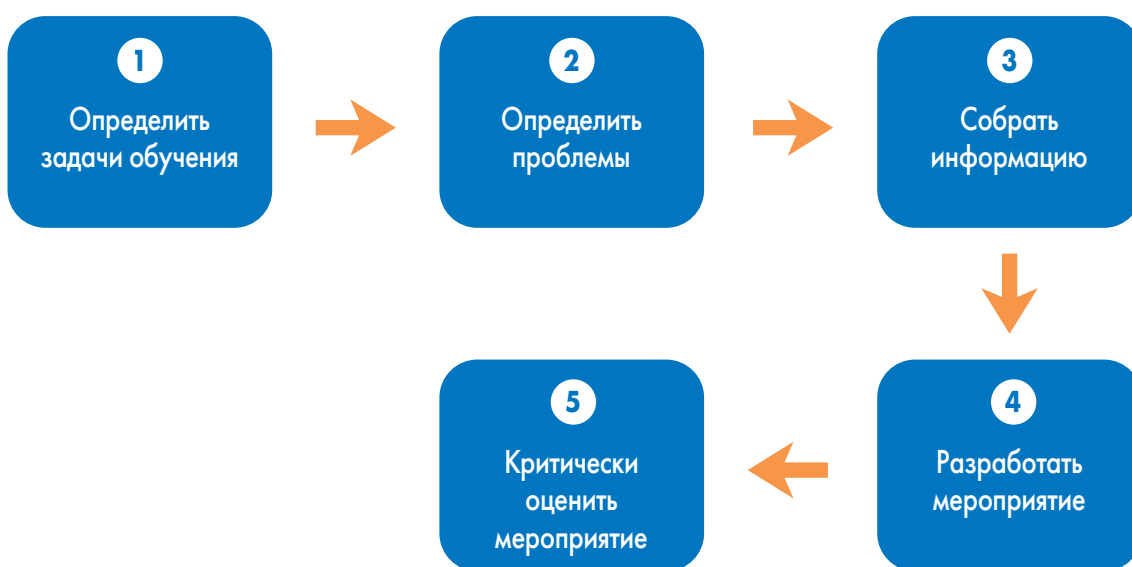 1
Определить
задачи обучения
2
Определить
проблемы
3
Собрать
информацию
4
Разработать
мероприятие
5
Критически
оценить
мероприятие